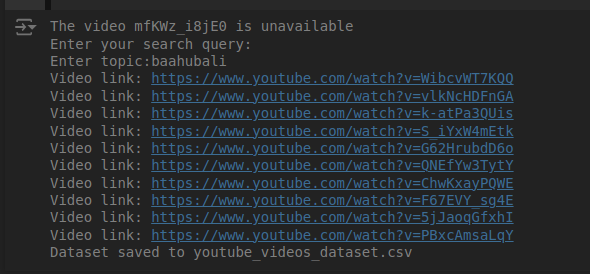 The video mfKWz_i8jE0 is unavailable
Enter your search query:
Enter topic:baahubali
Video link: https://www.youtube.com/watch?v=WibcvWT7KQQ
Video link: https://www.youtube.com/watch?v=vlkNcHDFnGA
Video link: https://www.youtube.com/watch?v=k-atPa3QUis
Video link: https://www.youtube.com/watch?v=S_iYxW4mEtk
Video link: https://www.youtube.com/watch?v=G62HrubdD6o
Video link: https://www.youtube.com/watch?v=QNEfYw3TytY
Video link: https://www.youtube.com/watch?v=ChwKxayPQWE
Video link: https://www.youtube.com/watch?v=F67EVY_sg4E
Video link: https://www.youtube.com/watch?v=5jJaoqGfxhI
Video link: https://www.youtube.com/watch?v=PBxcAmsaLqY
Dataset saved to youtube_videos_dataset.csv